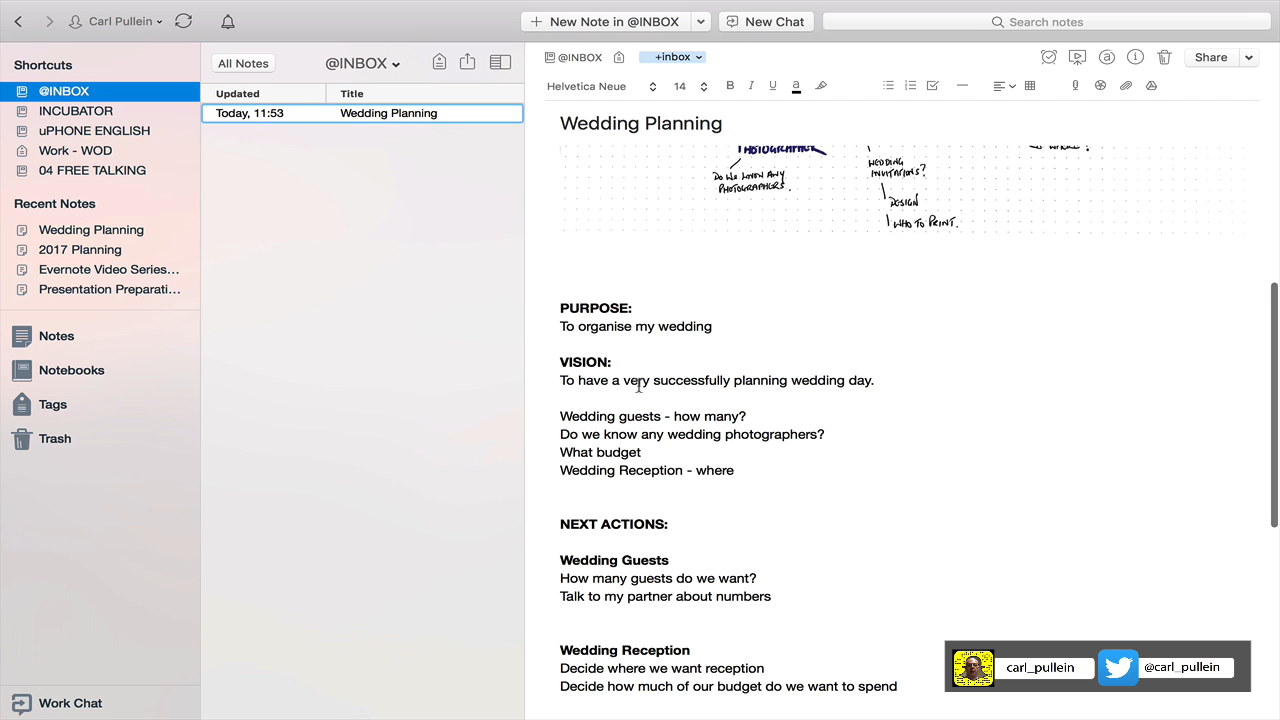 Carl Pullein
New Note in @INBOX
New Chat
Search notes
Shortcuts
@INBOX
INCUBATOR
uPHONE ENGLISH
Work - WOD
04 FREE TALKING
Recent Notes
Wedding Planning
2017 Planning
Evernote Video Series…
Presentation Preparati…
Notes
Notebooks
Tags
Trash
Work Chat
All Notes
@INBOX
Updated Title
Today, 11:53 Wedding Planning
@INBOX +inbox
Share
Helvetica Neue 14 B I U a
Wedding Planning
PHOTOGRAPHER
DO WE KNOW ANY
PHOTOGRAPHERS.
WEDDING
INVITATIONS?
DESIGN
WHO TO PRINT.
PURPOSE:
To organise my wedding
VISION:
To have a very successfully planning wedding day.
Wedding guests - how many?
Do we know any wedding photographers?
What budget
Wedding Reception - where
NEXT ACTIONS:
Wedding Guests
How many guests do we want?
Talk to my partner about numbers
Wedding Reception
Decide where we want reception
Decide how much of our budget do we want to spend
carl_pullein
@carl_pullein